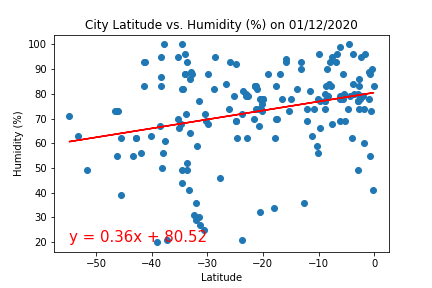 City Latitude vs. Humidity (%) on 01/12/2020
100
90
80
70
60
50
40
30
20
Humidity (%)
y = 0.36x + 80.52
−50 −40 −30 −20 −10 0
Latitude